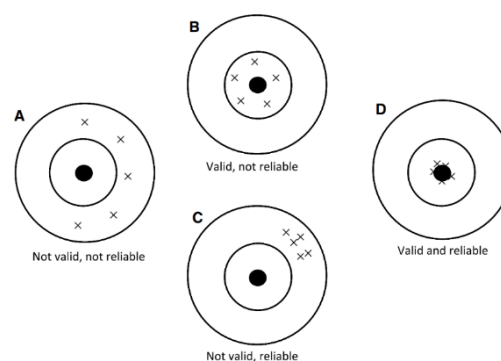 A
Not valid, not reliable
B
Valid, not reliable
C
Not valid, reliable
D
Valid and reliable